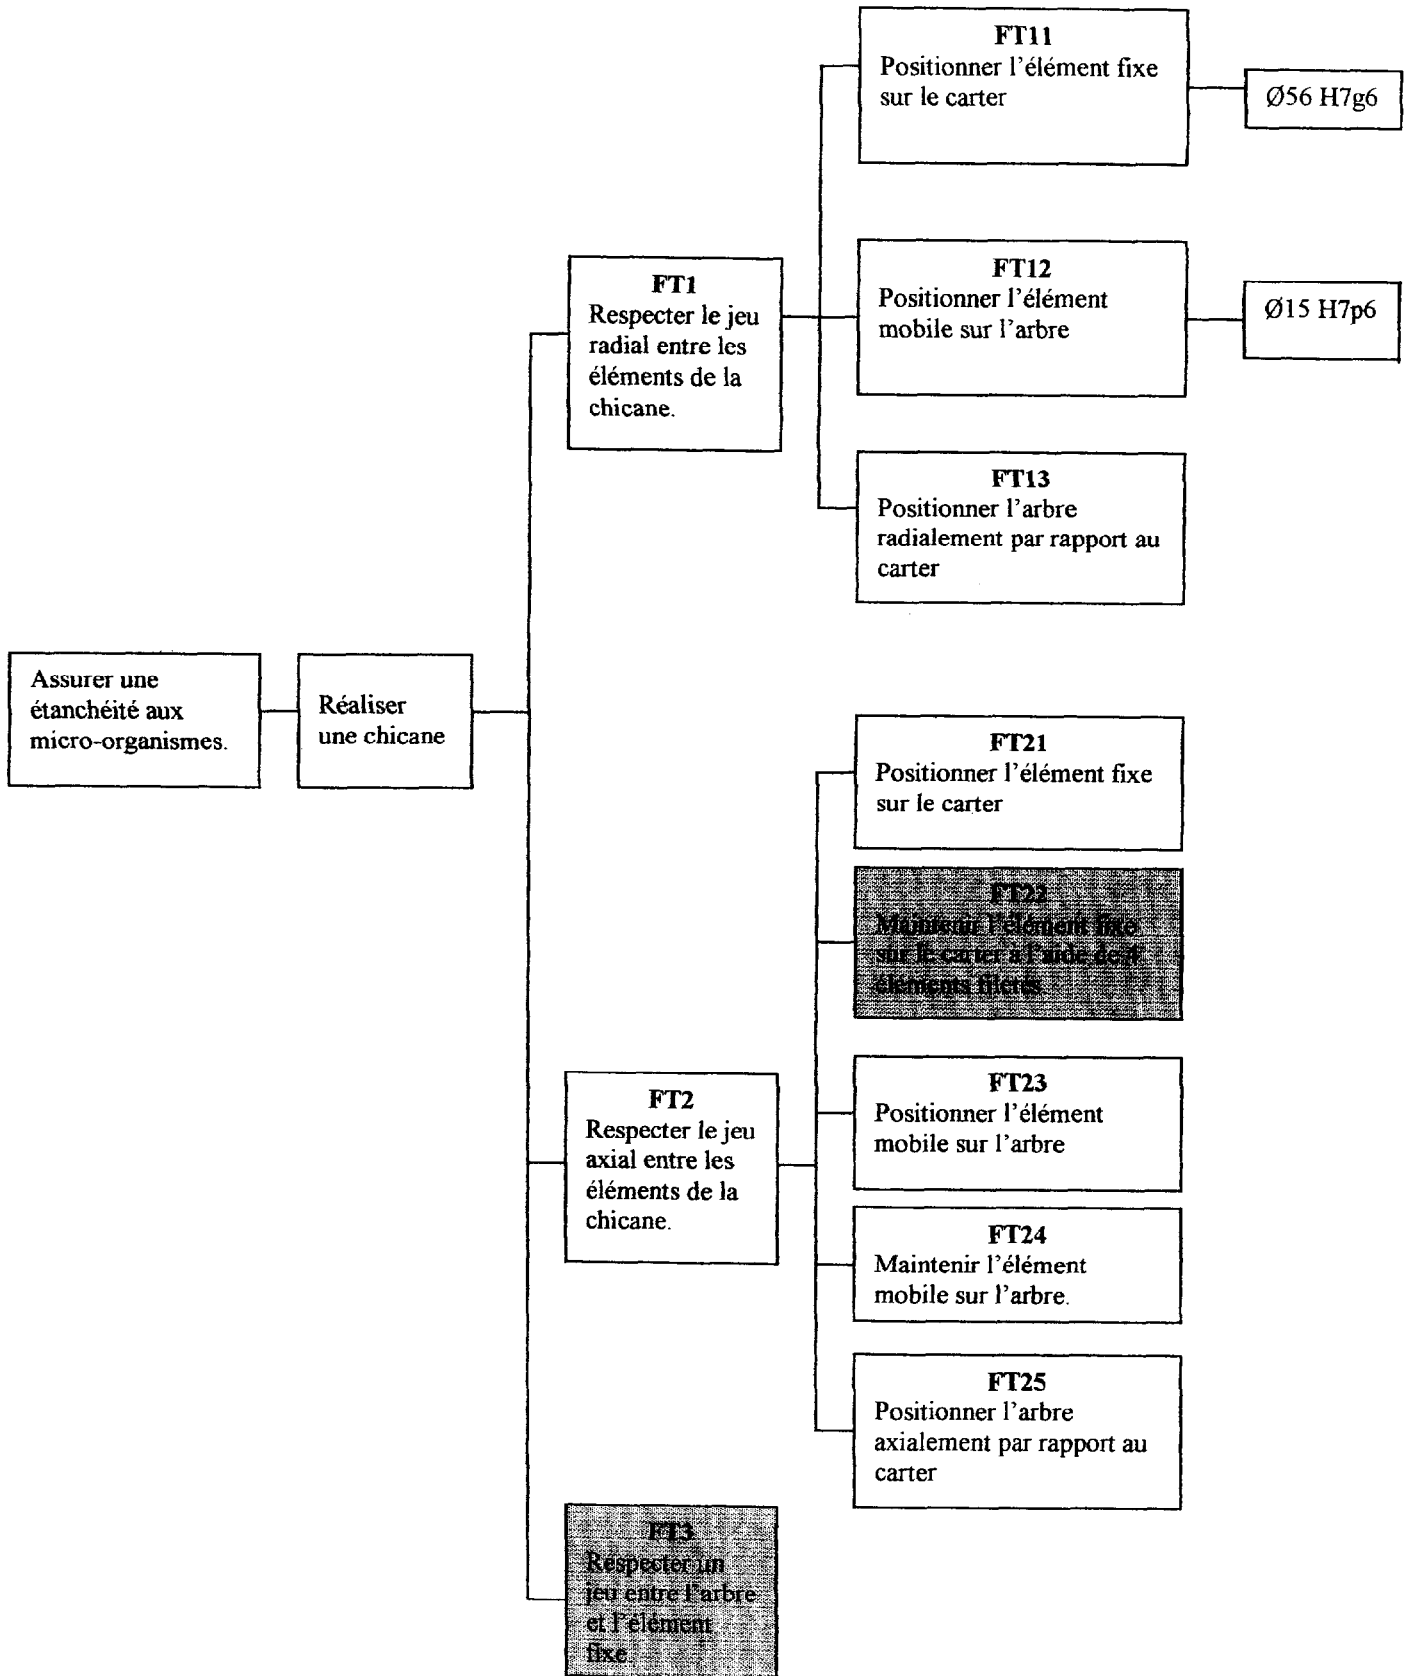 FT11
Positionner l'élément fixe
sur le carter
Ø56 H7g6
FT12
Positionner l'élément
mobile sur l'arbre
Ø15 H7p6
FT1
Respecter le jeu
radial entre les
éléments de la
chicane.
FT13
Positionner l'arbre
radialement par rapport au
carter
Assurer une
étanchéité aux
micro-organismes.
Réaliser
une chicane
FT21
Positionner l'élément fixe
sur le carter
FT22
Maintenir l'élément fixe
sur le carter à l'aide de 4
éléments filetés.
FT2
Respecter le jeu
axial entre les
éléments de la
chicane.
FT23
Positionner l'élément
mobile sur l'arbre
FT24
Maintenir l'élément
mobile sur l'arbre.
FT25
Positionner l'arbre
axialement par rapport au
carter
FT3
Respecter un
jeu entre l'arbre
et l'élément
fixe.